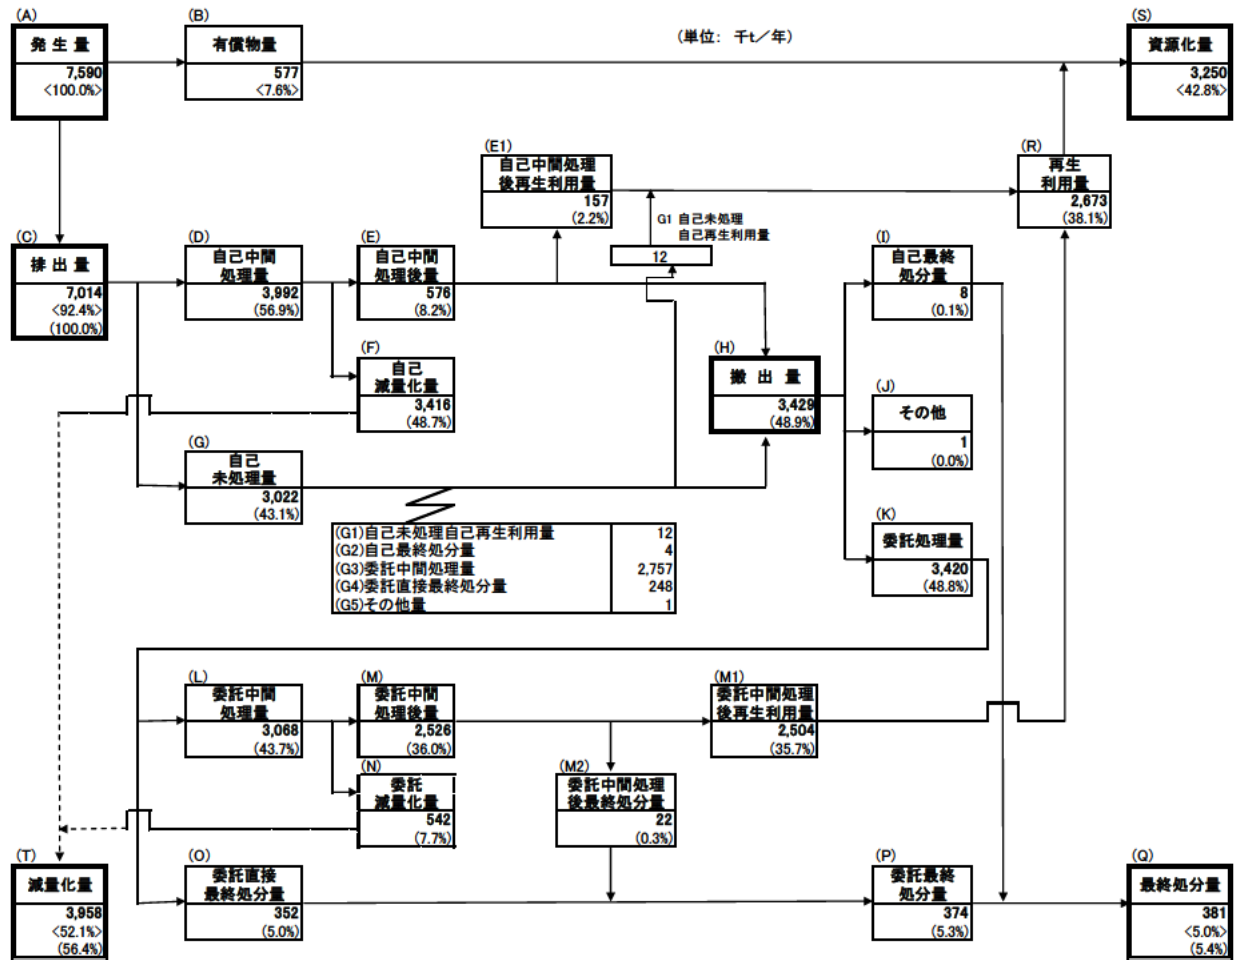 (A)
発生量
7,590
<100.0%>
(B)
有償物量
577
<7.6%>
(単位: 千t/年)
(S)
資源化量
3,250
<42.8%>
(E1)
自己中間処理
後再生利用量
157
(2.2%)
(R)
再生
利用量
2,673
(38.1%)
G1 自己未処理
自己再生利用量
12
(C)
排出量
7,014
<92.4%>
(100.0%)
(D)
自己中間
処理量
3,992
(56.9%)
(E)
自己中間
処理後量
576
(8.2%)
(I)
自己最終
処分量
8
(0.1%)
(F)
自己
減量化量
3,416
(48.7%)
(H)
搬出量
3,429
(48.9%)
(J)
その他
1
(0.0%)
(G)
自己
未処理量
3,022
(43.1%)
(K)
委託処理量
3,420
(48.8%)
(G1)自己未処理自己再生利用量 12
(G2)自己最終処分量 4
(G3)委託中間処理量 2,757
(G4)委託直接最終処分量 248
(G5)その他量 1
(L)
委託中間
処理量
3,068
(43.7%)
(M)
委託中間
処理後量
2,526
(36.0%)
(M1)
委託中間処理
後再生利用量
2,504
(35.7%)
(N)
委託
減量化量
542
(7.7%)
(M2)
委託中間処理
後最終処分量
22
(0.3%)
(T)
減量化量
3,958
<52.1%>
(56.4%)
(O)
委託直接
最終処分量
352
(5.0%)
(P)
委託最終
処分量
374
(5.3%)
(Q)
最終処分量
381
<5.0%>
(5.4%)